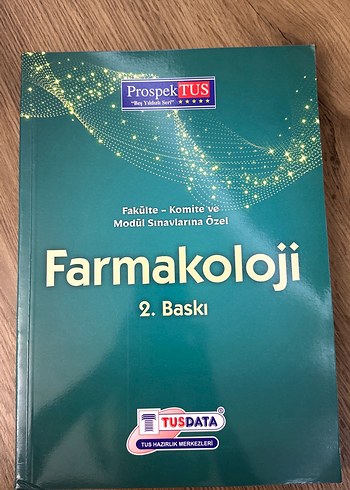 ProspekTUS
"Beş Yıldızlı Seri" ★★★★★
Fakülte – Komite ve
Modül Sınavlarına Özel
Farmakoloji
2. Baskı
TUSDATA®
TUS HAZIRLIK MERKEZLERİ